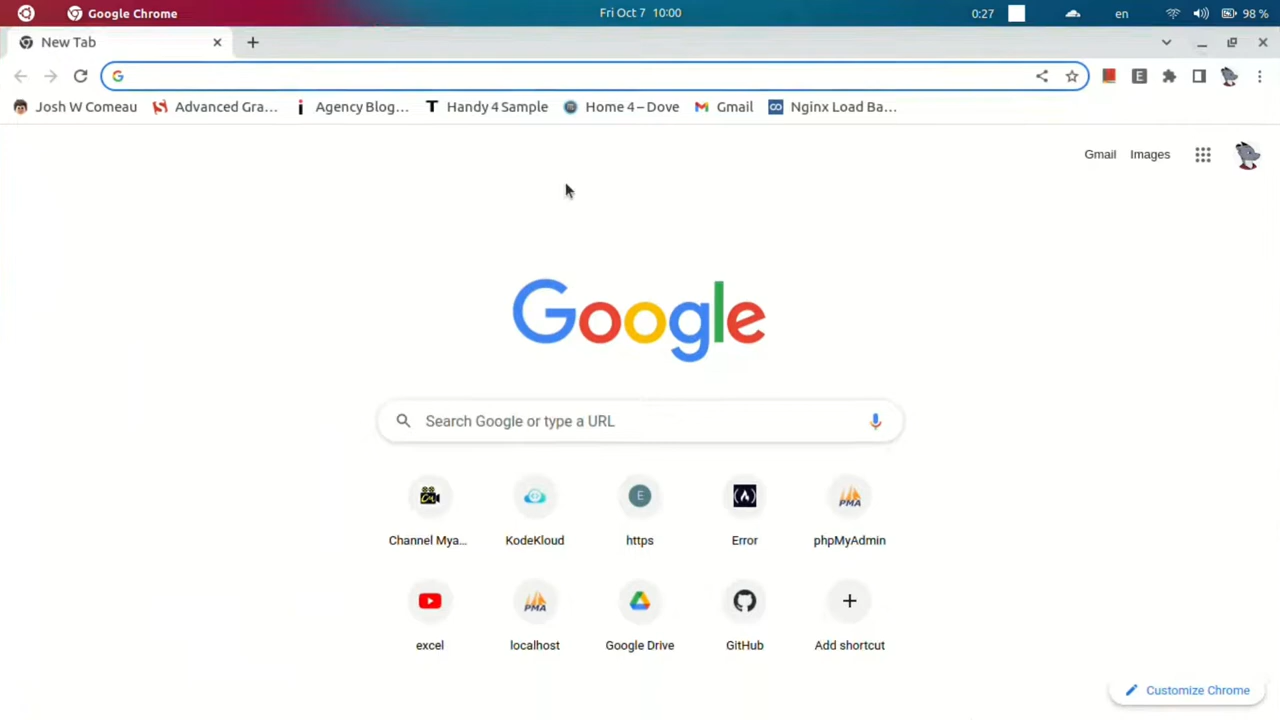 Google Chrome
Fri Oct 7 10:00
0:27
en
98 %
New Tab
Josh W Comeau
Advanced Gra...
Agency Blog...
Handy 4 Sample
Home 4 – Dove
Gmail
Nginx Load Ba...
Gmail
Images
Google
Search Google or type a URL
E
PMA
Channel Mya...
KodeKloud
https
Error
phpMyAdmin
PMA
excel
localhost
Google Drive
GitHub
Add shortcut
Customize Chrome